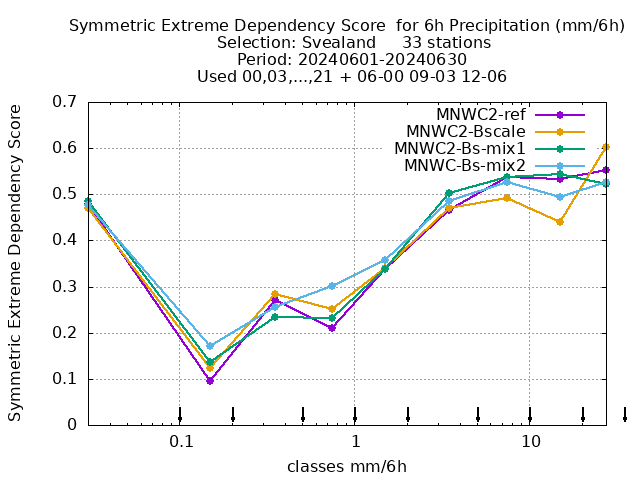 Symmetric Extreme Dependency Score  for 6h Precipitation (mm/6h)
Selection: Svealand     33 stations
Period: 20240601-20240630
Used 00,03,...,21 + 06-00 09-03 12-06
Symmetric Extreme Dependency Score
0.7
0.6
0.5
0.4
0.3
0.2
0.1
0
MNWC2-ref
MNWC2-Bscale
MNWC2-Bs-mix1
MNWC-Bs-mix2
0.1
1
10
classes mm/6h